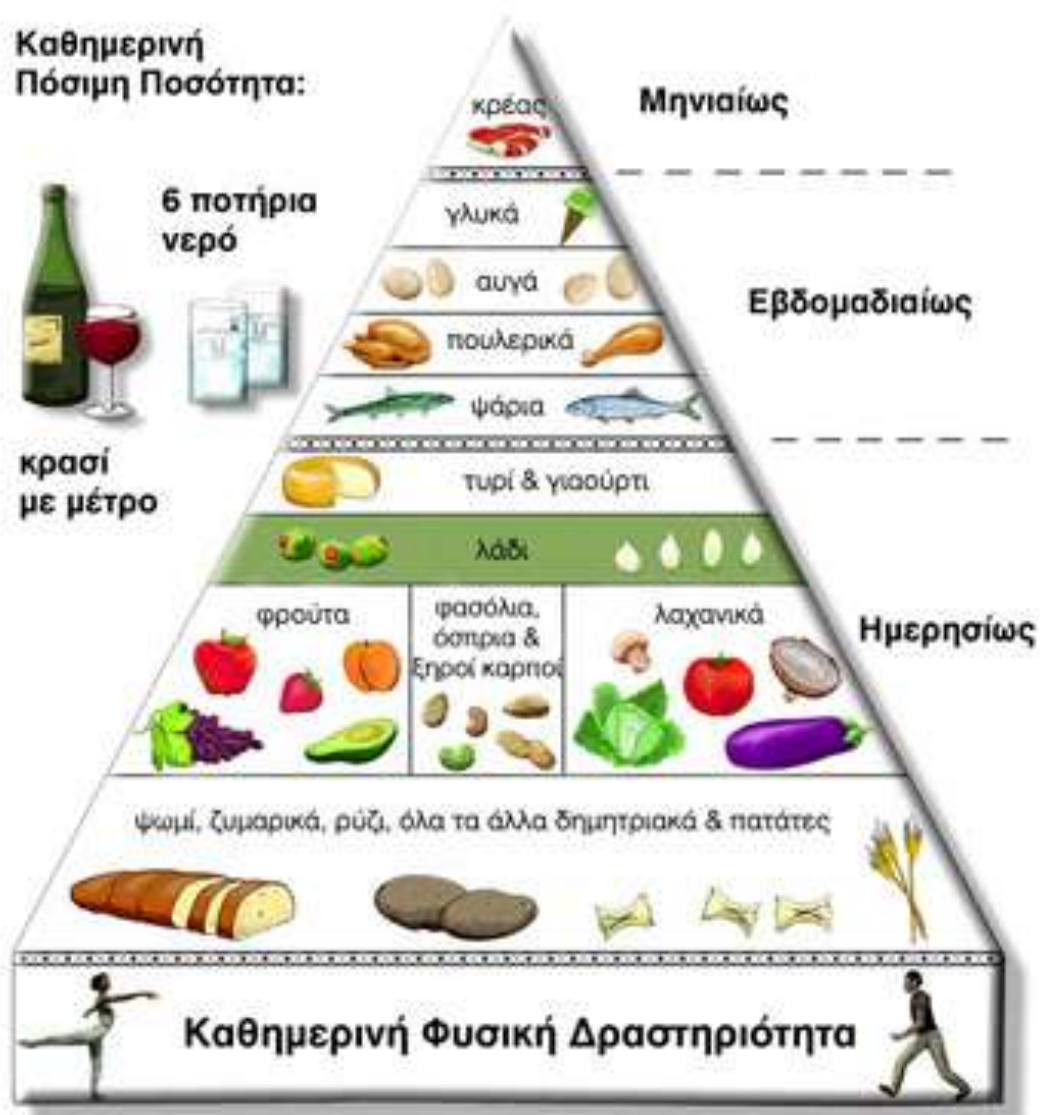 Καθημερινή
Πόσιμη Ποσότητα:
6 ποτήρια
νερό
κρασί
με μέτρο
κρέας
Μηνιαίως
γλυκά
αυγά
πουλερικά
ψάρια
Εβδομαδιαίως
τυρί & γιαούρτι
λάδι
φρούτα
φασόλια,
όσπρια &
ξηροί καρποί
λαχανικά
Ημερησίως
ψωμί, ζυμαρικά, ρύζι, όλα τα άλλα δημητριακά & πατάτες
Καθημερινή Φυσική Δραστηριότητα